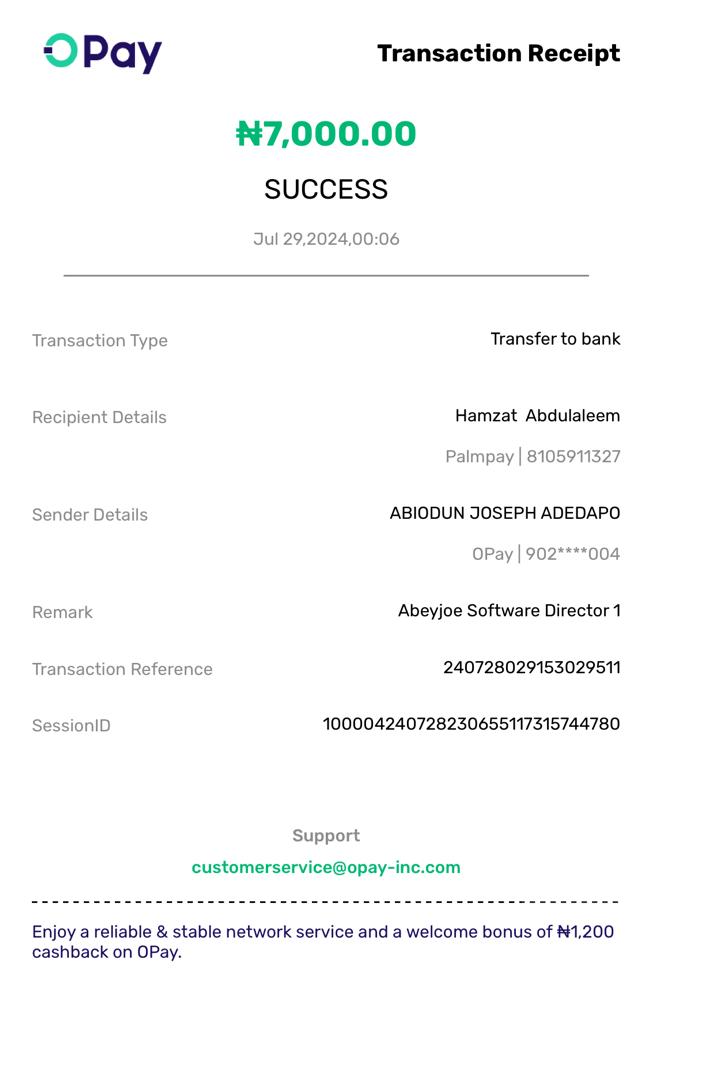 OPay
Transaction Receipt
₦7,000.00
SUCCESS
Jul 29,2024,00:06
Transaction Type
Transfer to bank
Recipient Details
Hamzat  Abdulaleem
Palmpay | 8105911327
Sender Details
ABIODUN JOSEPH ADEDAPO
OPay | 902****004
Remark
Abeyjoe Software Director 1
Transaction Reference
240728029153029511
SessionID
100004240728230655117315744780
Support
customerservice@opay-inc.com
Enjoy a reliable & stable network service and a welcome bonus of ₦1,200
cashback on OPay.